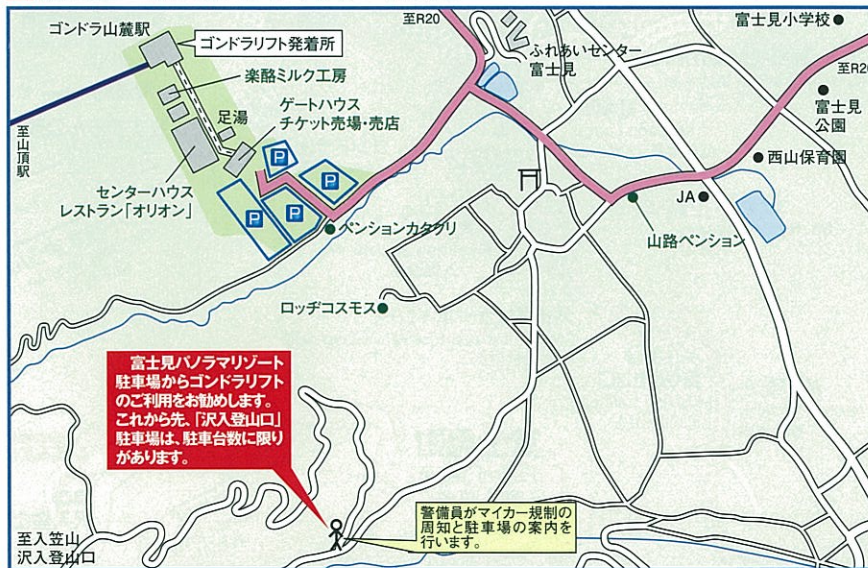 ゴンドラ山麓駅
ゴンドラリフト発着所
楽酪ミルク工房
足湯
ゲートハウス
チケット売場・売店
至山頂駅
センターハウス
レストラン「オリオン」
P
P
P
P
ペンションカタクリ
至R20
ふれあいセンター
富士見
富士見小学校
至R20
富士見
公園
西山保育園
JA
山路ペンション
ロッヂコスモス
富士見パノラマリゾート
駐車場からゴンドラリフト
のご利用をお勧めします。
これから先、「沢入登山口」
駐車場は、駐車台数に限り
があります。
警備員がマイカー規制の
周知と駐車場の案内を
行います。
至入笠山
沢入登山口